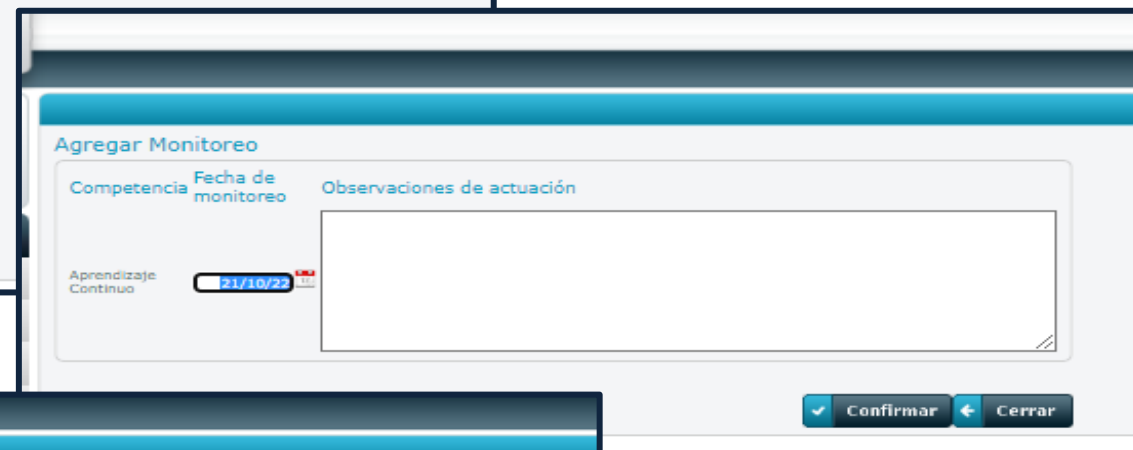 Agregar Monitoreo
Competencia Fecha de monitoreo Observaciones de actuación
Aprendizaje Continuo 21/10/22
Confirmar Cerrar